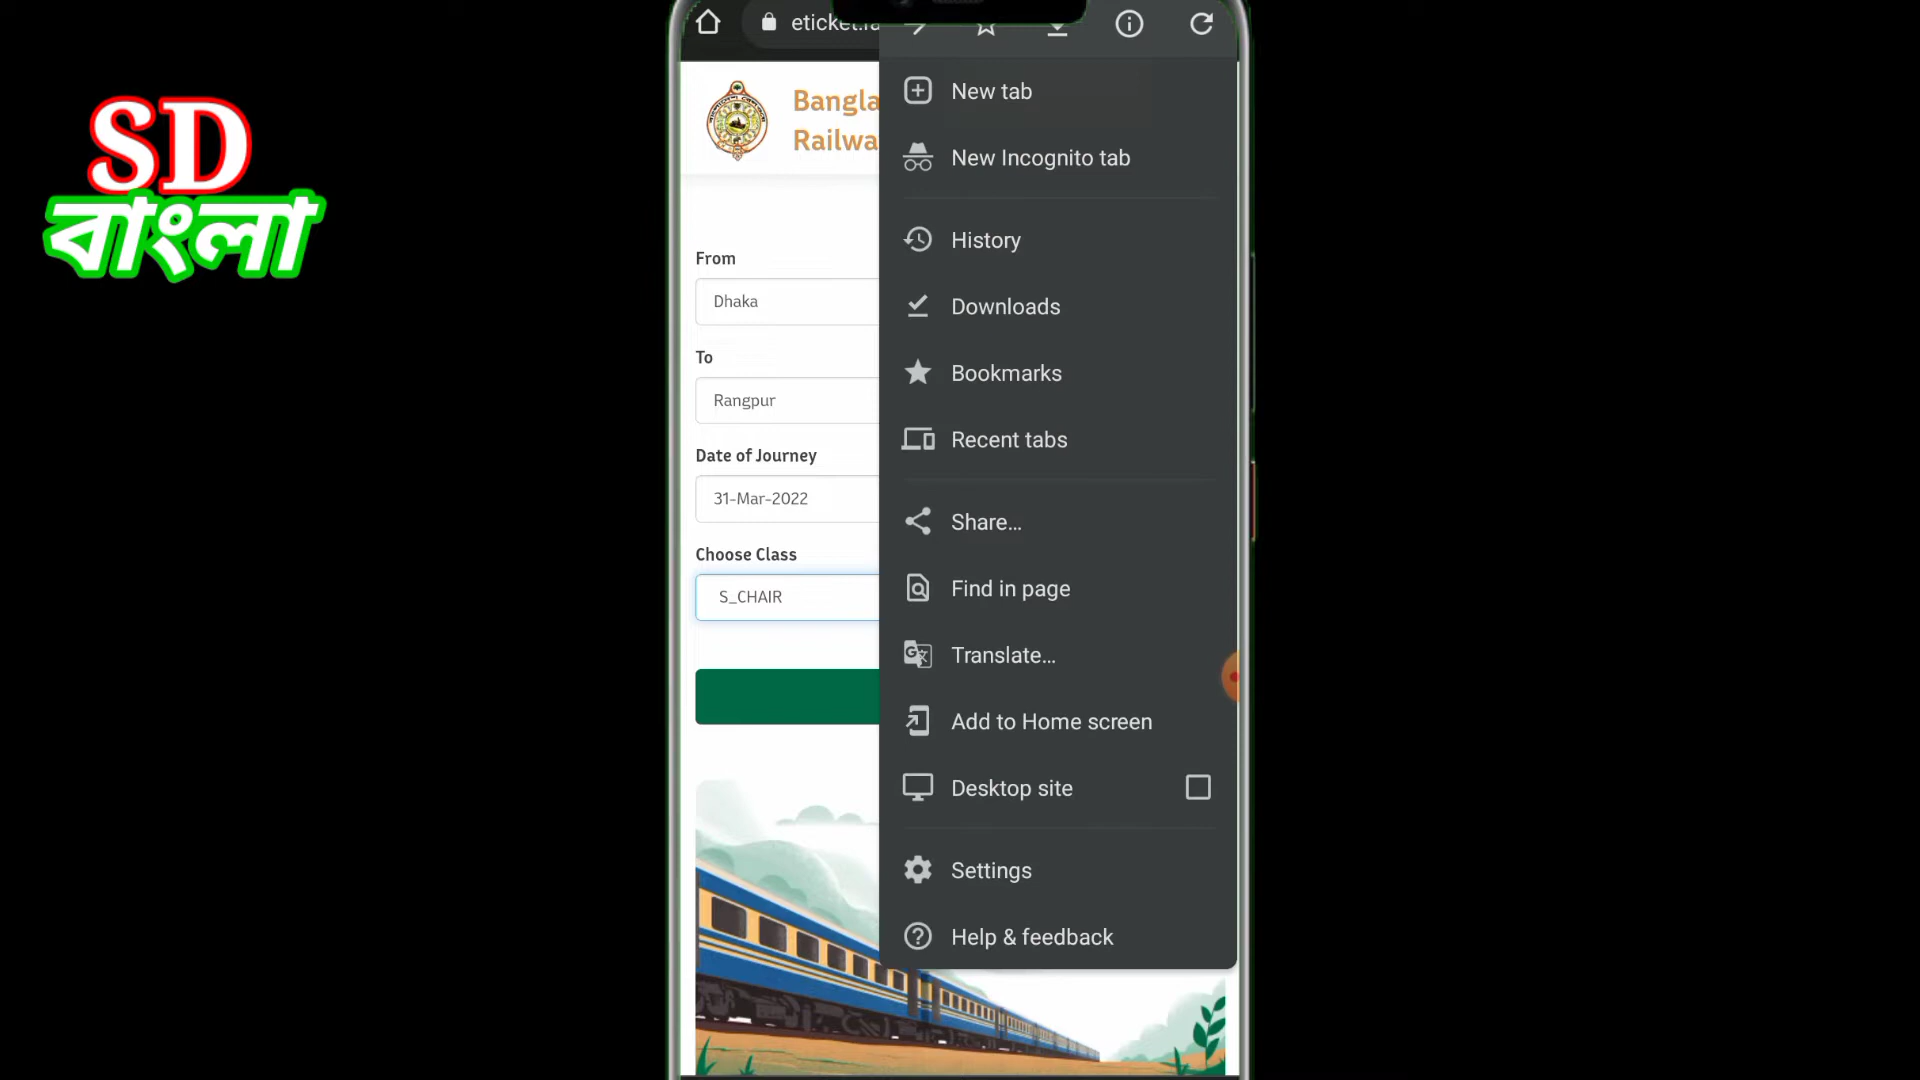 SD
বাংলা
eticket.ra
Bangla
Railwa
From
Dhaka
To
Rangpur
Date of Journey
31-Mar-2022
Choose Class
S_CHAIR
New tab
New Incognito tab
History
Downloads
Bookmarks
Recent tabs
Share...
Find in page
Translate...
Add to Home screen
Desktop site
Settings
Help & feedback